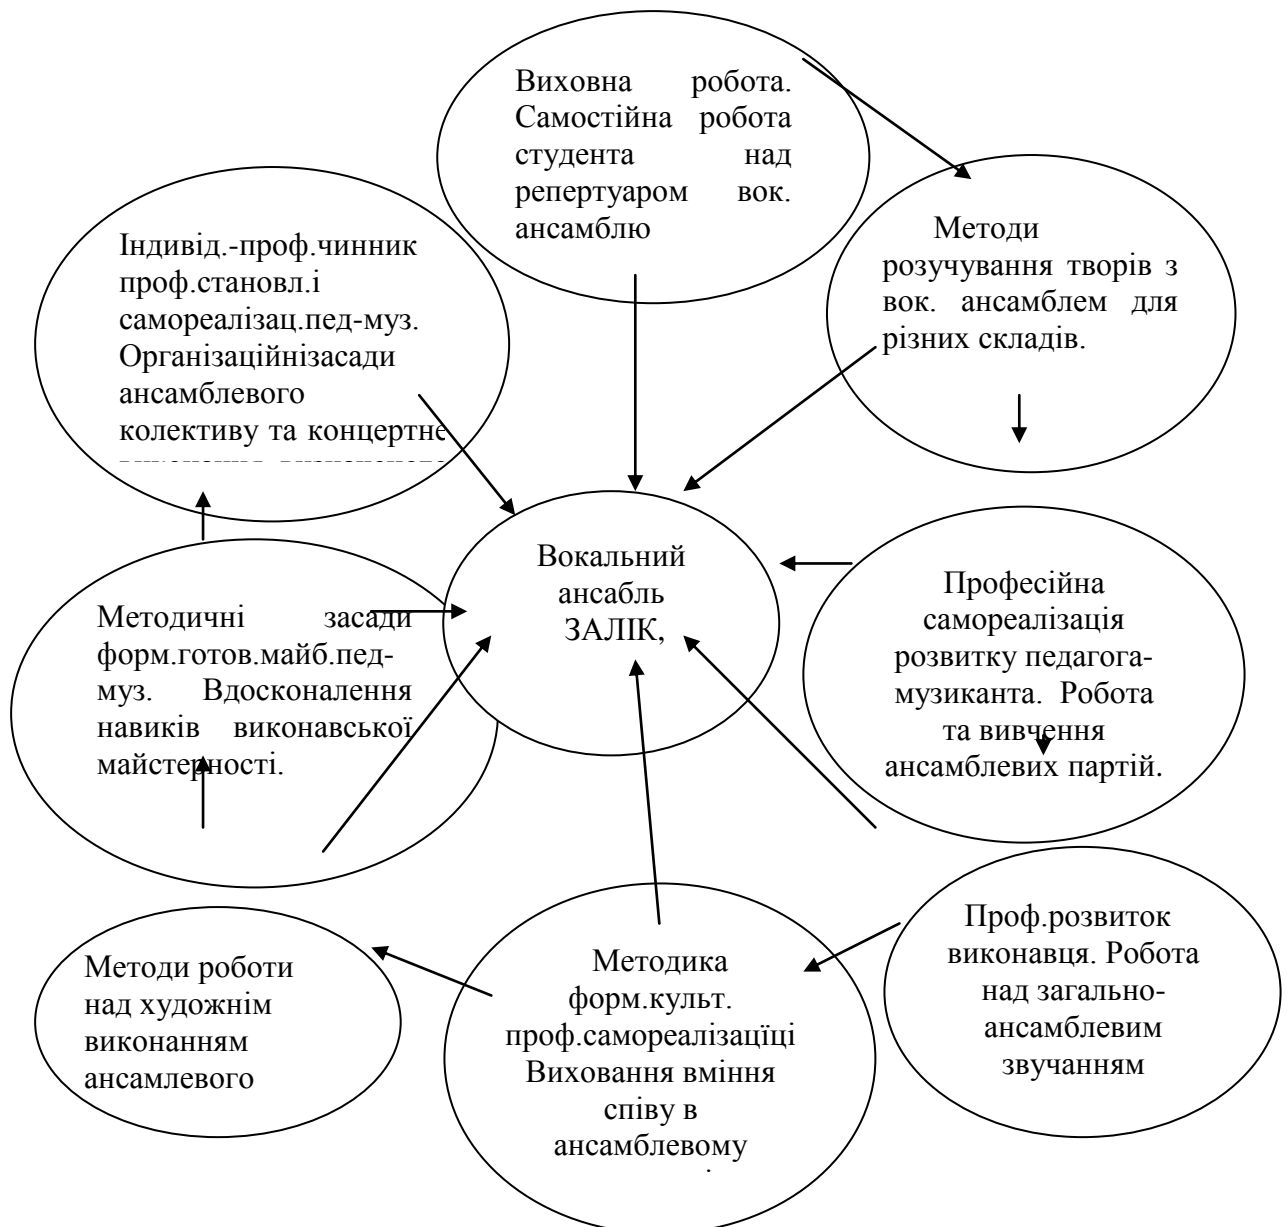 Виховна робота.
Самостійна робота
студента над
репертуаром вок.
ансамблю
Методи
розучування творів з
вок. ансамблем для
різних складів.
Індивід.-проф.чинник
проф.становл.і
самореалізац.пед-муз.
Організаційнізасади
ансамблевого
колективу та концертне
Вокальний
ансабль
ЗАЛІК,
Професійна
самореалізація
розвитку педагога-
музиканта. Робота
та вивчення
ансамблевих партій.
Методичні засади
форм.готов.майб.пед-
муз. Вдосконалення
навиків виконавської
майстерності.
Проф.розвиток
виконавця. Робота
над загально-
ансамблевим
звучанням
Методика
форм.культ.
проф.самореалізацїці
Виховання вміння
співу в
ансамблевому
Методи роботи
над художнім
виконанням
ансамлевого